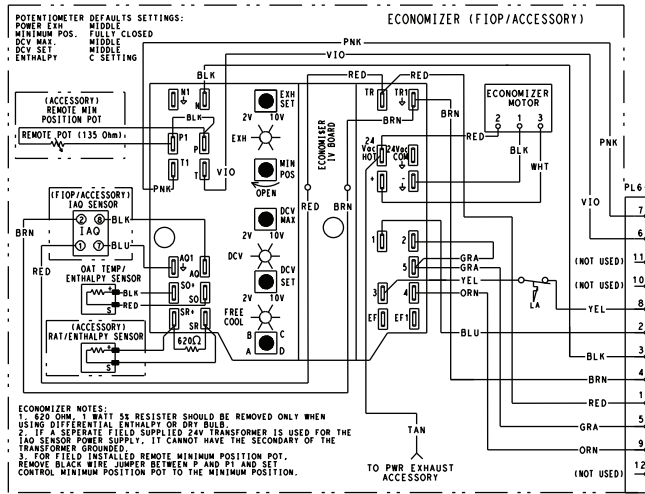 POTENTIOMETER DEFAULTS SETTINGS:
POWER EXH MIDDLE
MINIMUM POS. FULLY CLOSED
DCV MAX. MIDDLE
DCV SET MIDDLE
ENTHALPY C SETTING
ECONOMIZER (FIOP/ACCESSORY)
PNK
VIO
BLK
RED
RED
N1
N
EXH
SET
2V 10V
TR
TR1
ECONOMIZER
MOTOR
2 1 3
(ACCESSORY)
REMOTE MIN
POSITION POT
REMOTE POT (135 Ohm)
BLK
P1
P
EXH
ECONOMISER
IV BOARD
BRN
BRN
RED
24
Vac
HOT
24Vac
COM
BLK
WHT
PNK
T1
T
VIO
MIN
POS
OPEN
+
-
PNK
VIO
PL6
(FIOP/ACCESSORY)
IAQ SENSOR
2 8
IAQ
1 7
BLK
BLU
BRN
RED
RED
BRN
DCV
MAX
2V 10V
DCV
DCV
SET
2V 10V
AQ1
AQ
1
2
5
3
4
EF
EF1
GRA
GRA
YEL
ORN
LA
7
6
(NOT USED) 11
(NOT USED) 10
YEL 8
BLU 2
BLK 3
BRN 4
RED 1
GRA 5
ORN 9
(NOT USED) 12
OAT TEMP/
ENTHALPY SENSOR
+
S
BLK
RED
SO+
SO
(ACCESSORY)
RAT/ENTHALPY SENSOR
+
S
SR+
SR
620Ω
FREE
COOL
B C
A D
TAN
TO PWR EXHAUST
ACCESSORY
ECONOMIZER NOTES:
1. 620 OHM, 1 WATT 5% RESISTER SHOULD BE REMOVED ONLY WHEN
USING DIFFERENTIAL ENTHALPY OR DRY BULB.
2. IF A SEPERATE FIELD SUPPLIED 24V TRANSFORMER IS USED FOR THE
IAQ SENSOR POWER SUPPLY, IT CANNOT HAVE THE SECONDARY OF THE
TRANSFORMER GROUNDED.
3. FOR FIELD INSTALLED REMOTE MINIMUM POSITION POT,
REMOVE BLACK WIRE JUMPER BETWEEN P AND P1 AND SET
CONTROL MINIMUM POSITION POT TO THE MINIMUM POSITION.